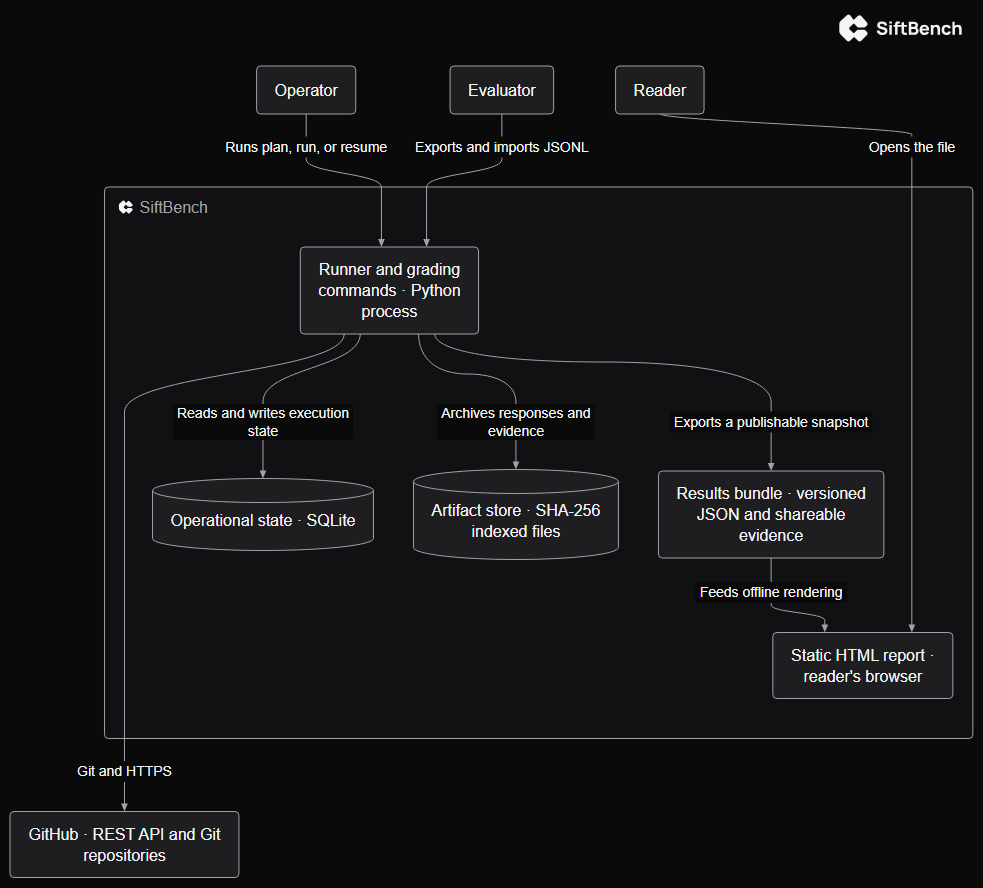 SiftBench
Operator
Evaluator
Reader
Runs plan, run, or resume
Exports and imports JSONL
Opens the file
SiftBench
Runner and grading
commands · Python
process
Reads and writes execution
state
Archives responses and
evidence
Exports a publishable snapshot
Operational state · SQLite
Artifact store · SHA-256
indexed files
Results bundle · versioned
JSON and shareable
evidence
Feeds offline rendering
Static HTML report ·
reader's browser
Git and HTTPS
GitHub · REST API and Git
repositories